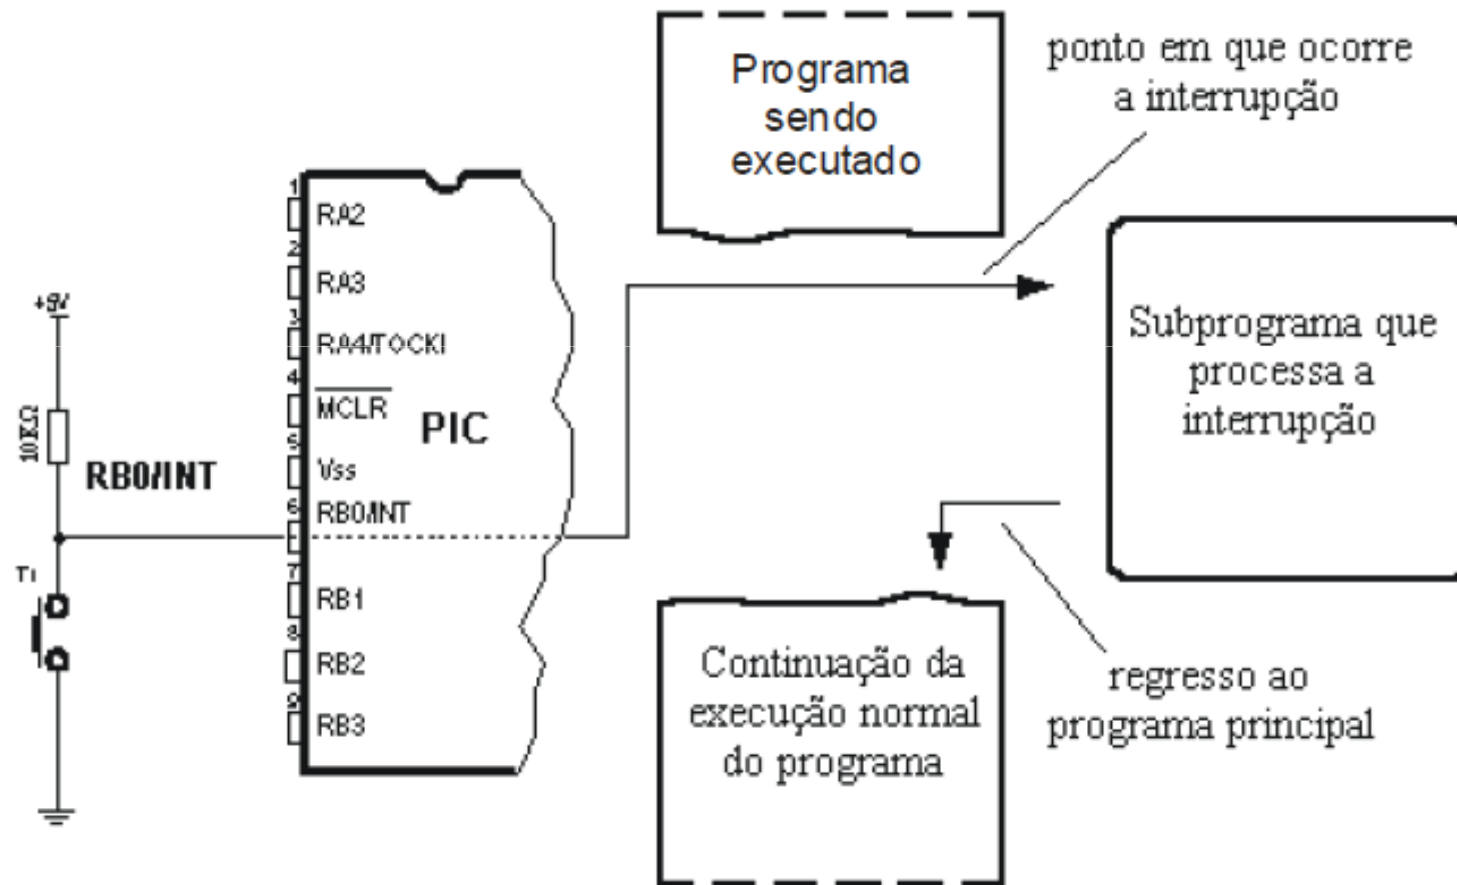 Programa
sendo
executado
ponto em que ocorre
a interrupção
1
RA2
2
RA3
3
RA4/TOCKI
4
MCLR
5
Vss
6
RB0/INT
7
RB1
8
RB2
9
RB3
PIC
+5V
10KΩ
RB0/INT
T1
Subprograma que
processa a
interrupção
Continuação da
execução normal
do programa
regresso ao
programa principal